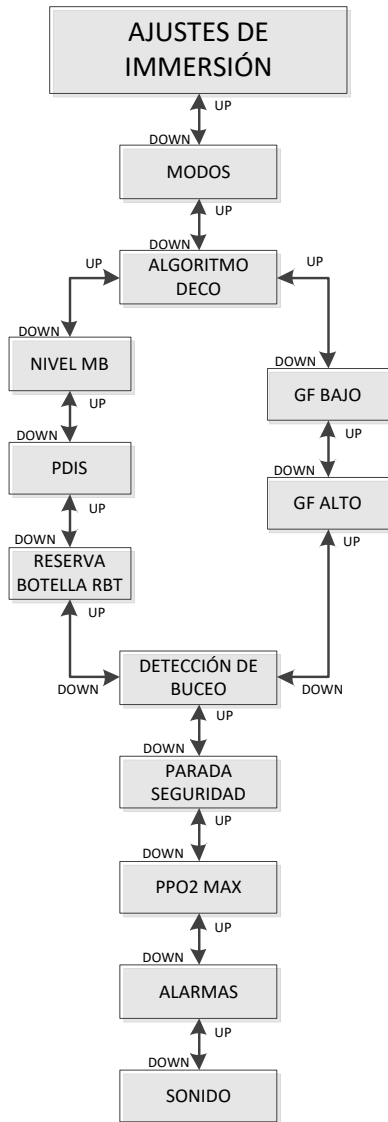 AJUSTES DE
IMMERSIÓN
UP
DOWN
MODOS
UP
DOWN
ALGORITMO
DECO
UP
UP
DOWN
NIVEL MB
DOWN
GF BAJO
UP
DOWN
PDIS
UP
DOWN
GF ALTO
UP
DOWN
RESERVA
BOTELLA RBT
UP
UP
DETECCIÓN DE
BUCEO
DOWN
DOWN
UP
DOWN
PARADA
SEGURIDAD
UP
DOWN
PPO2 MAX
UP
DOWN
ALARMAS
UP
DOWN
SONIDO